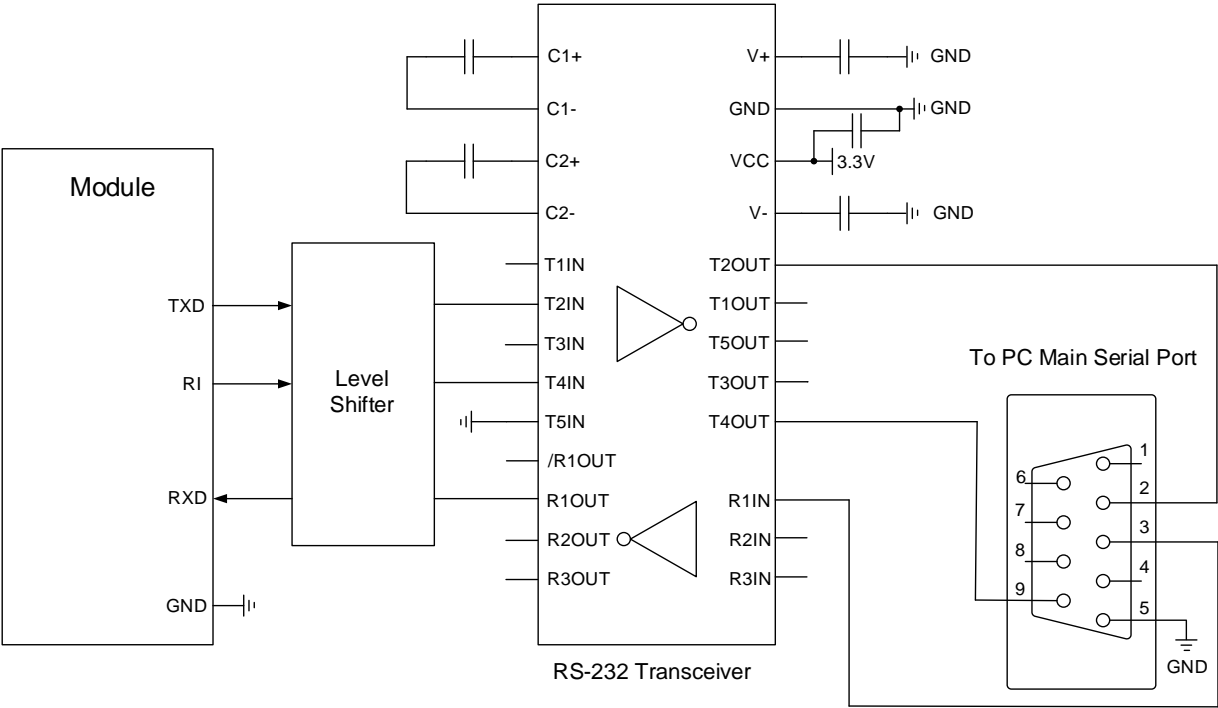 Module
TXD
RI
RXD
GND
Level
Shifter
C1+
C1-
C2+
C2-
T1IN
T2IN
T3IN
T4IN
T5IN
/R1OUT
R1OUT
R2OUT
R3OUT
V+
GND
VCC
V-
T2OUT
T1OUT
T5OUT
T3OUT
T4OUT
R1IN
R2IN
R3IN
GND
GND
3.3V
GND
RS-232 Transceiver
To PC Main Serial Port
1
6
2
7
3
8
4
9
5
GND